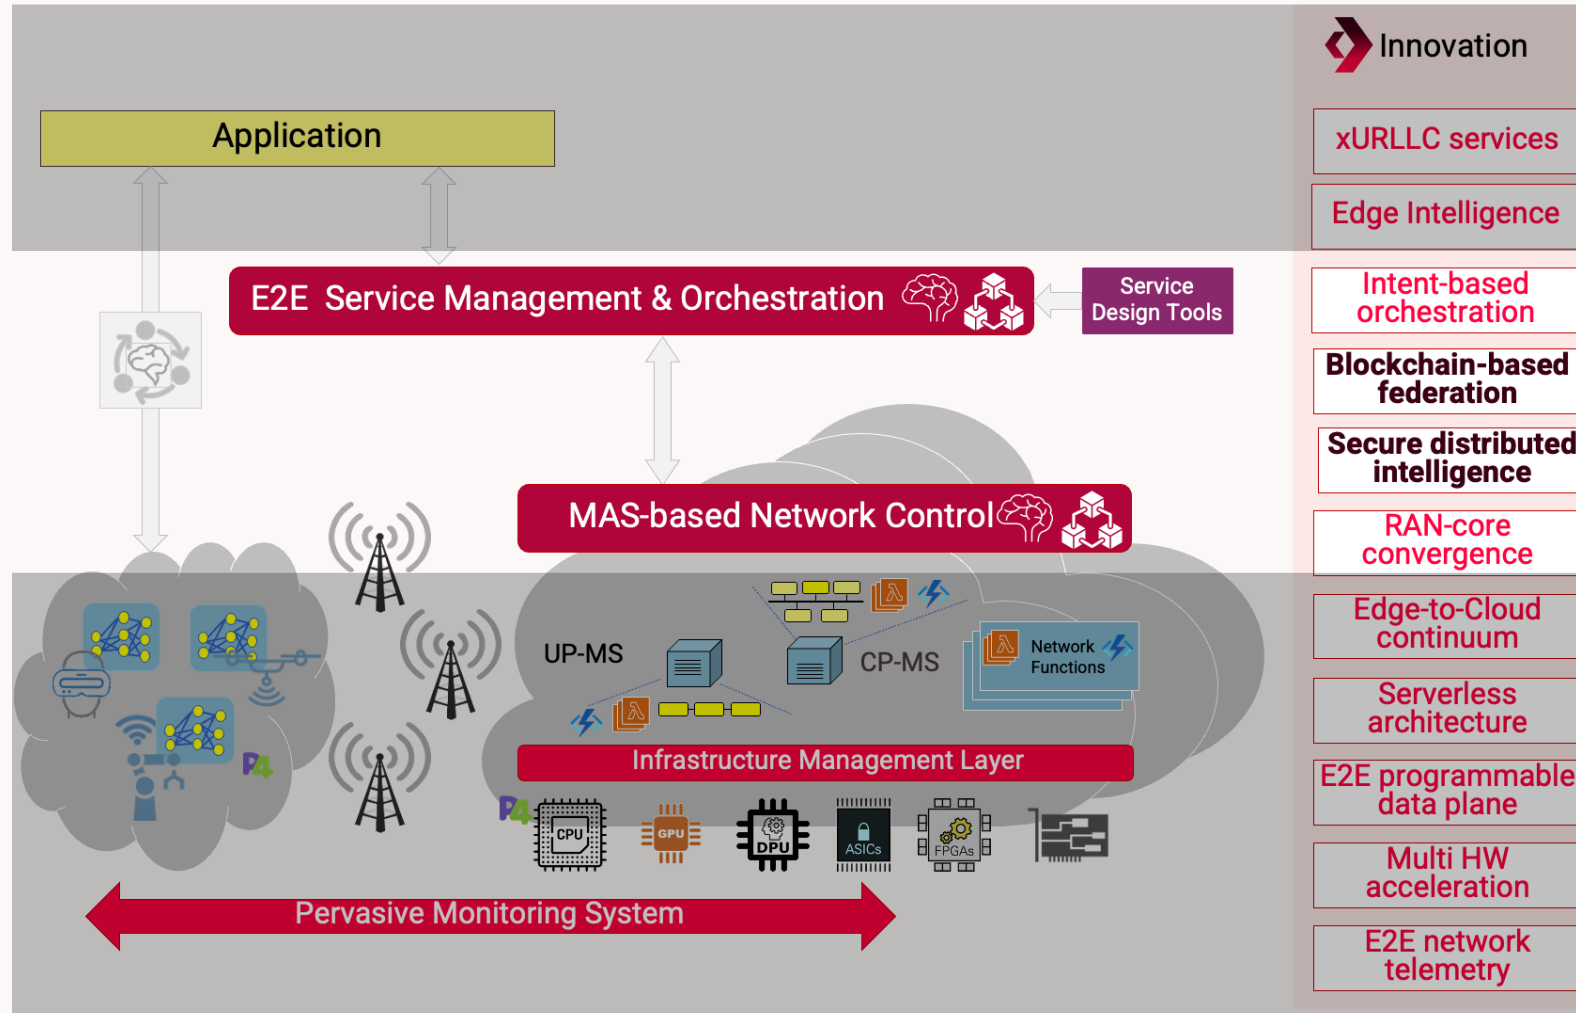 Innovation
Application
xURLLC services
Edge Intelligence
E2E Service Management & Orchestration
Service
Design Tools
Intent-based
orchestration
Blockchain-based
federation
Secure distributed
intelligence
MAS-based Network Control
RAN-core
convergence
UP-MS
CP-MS
λ
λ
λ
Network
Functions
Edge-to-Cloud
continuum
Serverless
architecture
P4
Infrastructure Management Layer
E2E programmable
data plane
P4
CPU
GPU
DPU
ASICs
FPGAs
Multi HW
acceleration
Pervasive Monitoring System
E2E network
telemetry